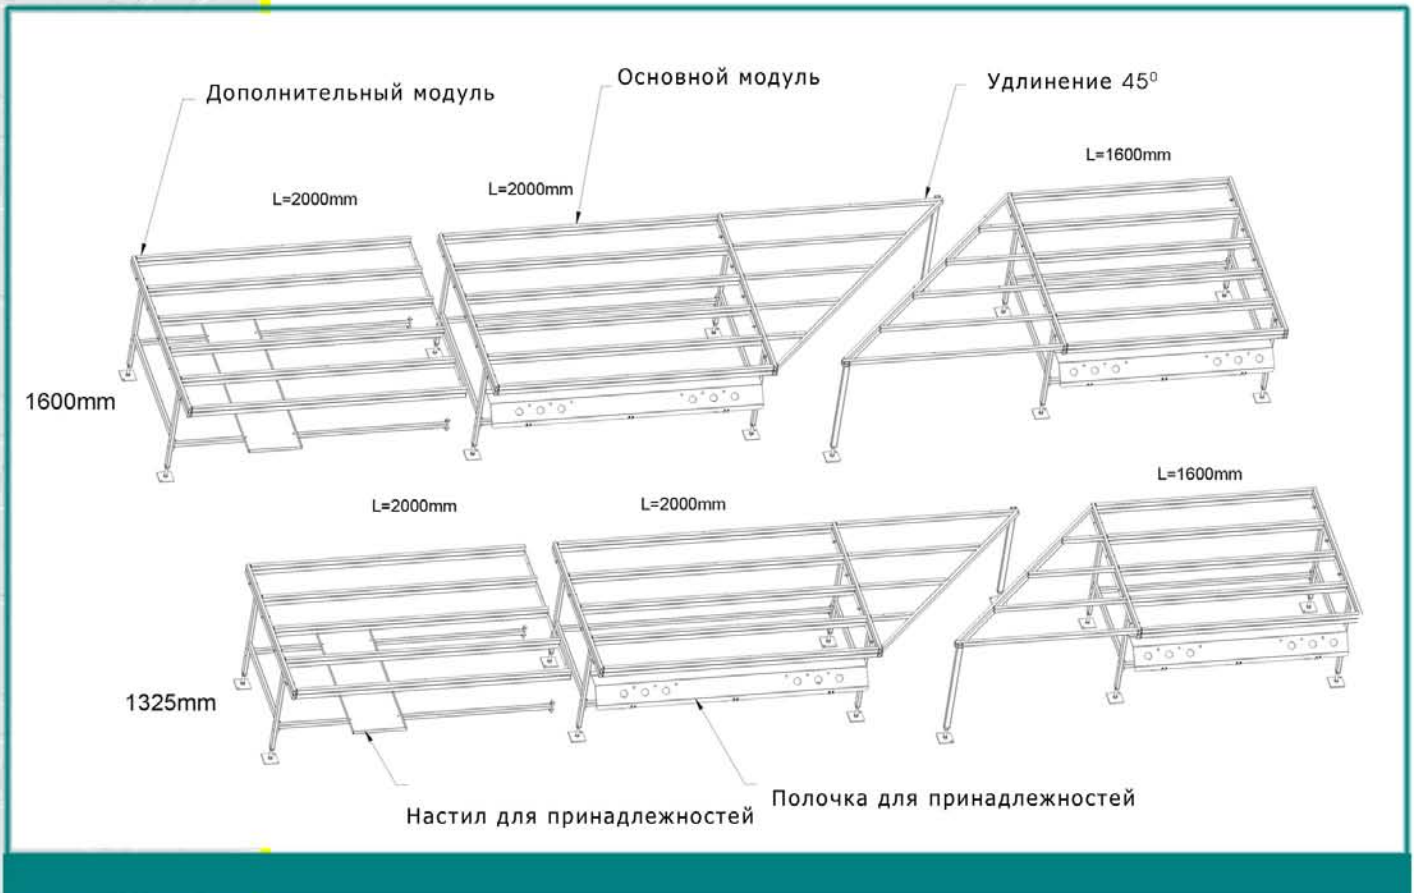 Дополнительный модуль
Основной модуль
Удлинение 45⁰
L=2000mm
L=2000mm
L=1600mm
1600mm
L=2000mm
L=2000mm
L=1600mm
1325mm
Настил для принадлежностей
Полочка для принадлежностей